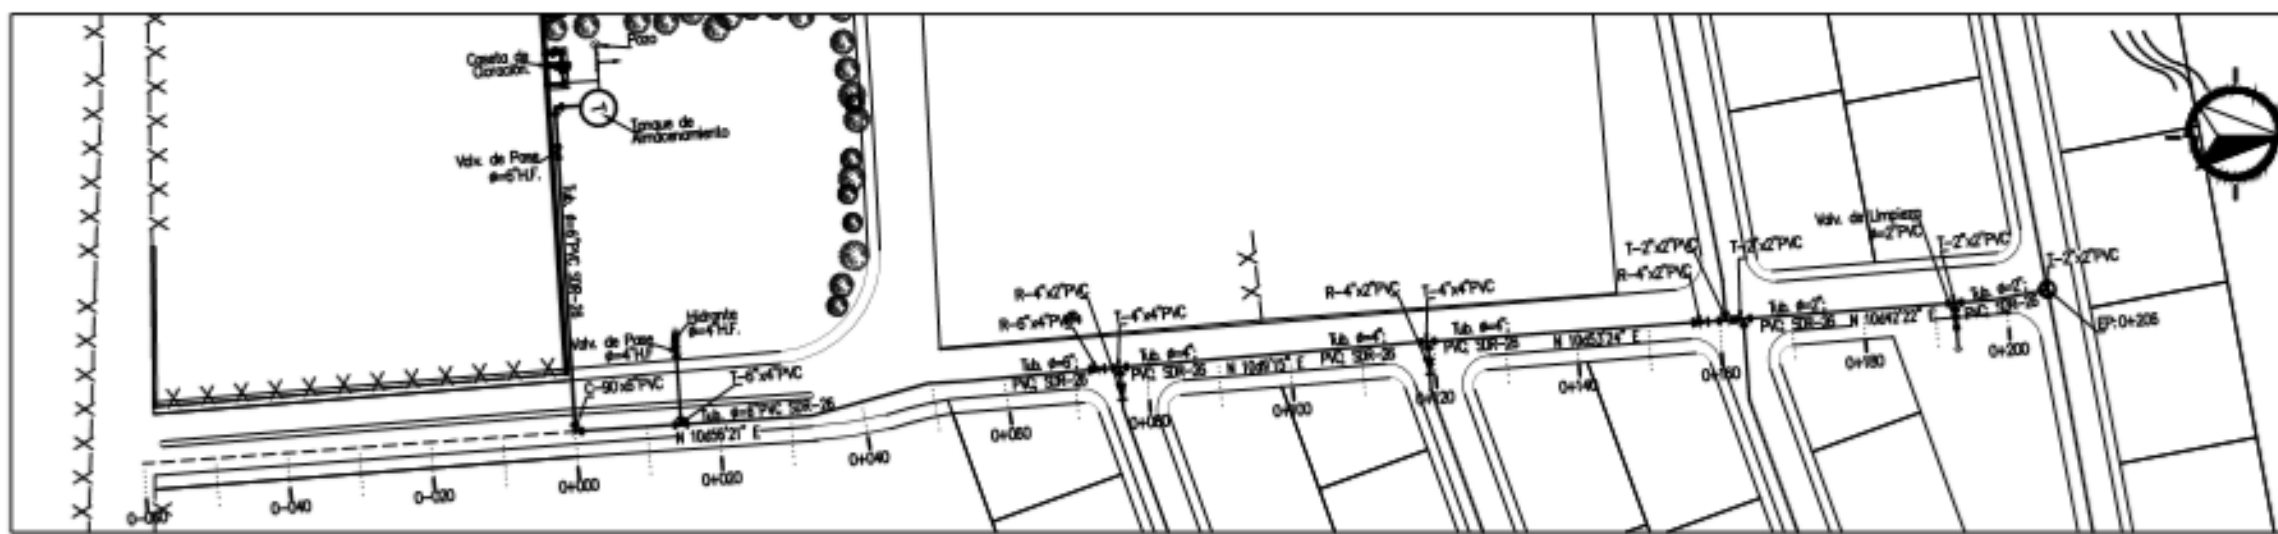 Pozo
Caseta de
Cloración.
T
Tanque de
Almacenamiento
Valv. de Pase
ø=6"H.F.
Tub. ø=6"PVC SDR-26
Hidrante
ø=4"H.F.
Valv. de Pase
ø=4"H.F
C-90x6"PVC
T-6"x4"PVC
Tub. ø=6"PVC SDR-26
N 10d56'21" E
R-4"x2"PVC
R-6"x4"PVC
T-4"x4"PVC
Tub. ø=6";
PVC; SDR-26
Tub. ø=4";
PVC; SDR-26
N 10d9'15" E
R-4"x2"PVC
T-4"x4"PVC
Tub. ø=4";
PVC; SDR-26
Tub. ø=4";
PVC; SDR-26
N 10d53'24" E
T-2"x2"PVC
R-4"x2"PVC
T-2"x2"PVC
Valv. de Limpieza
ø=2"PVC
T-2"x2"PVC
T-2"x2"PVC
Tub. ø=2";
PVC; SDR-26
N 10d42'22" E
Tub. ø=2";
PVC; SDR-26
EP: 0+206
0-060
0-040
0-020
0+000
0+020
0+040
0+060
0+080
0+100
0+120
0+140
0+160
0+180
0+200